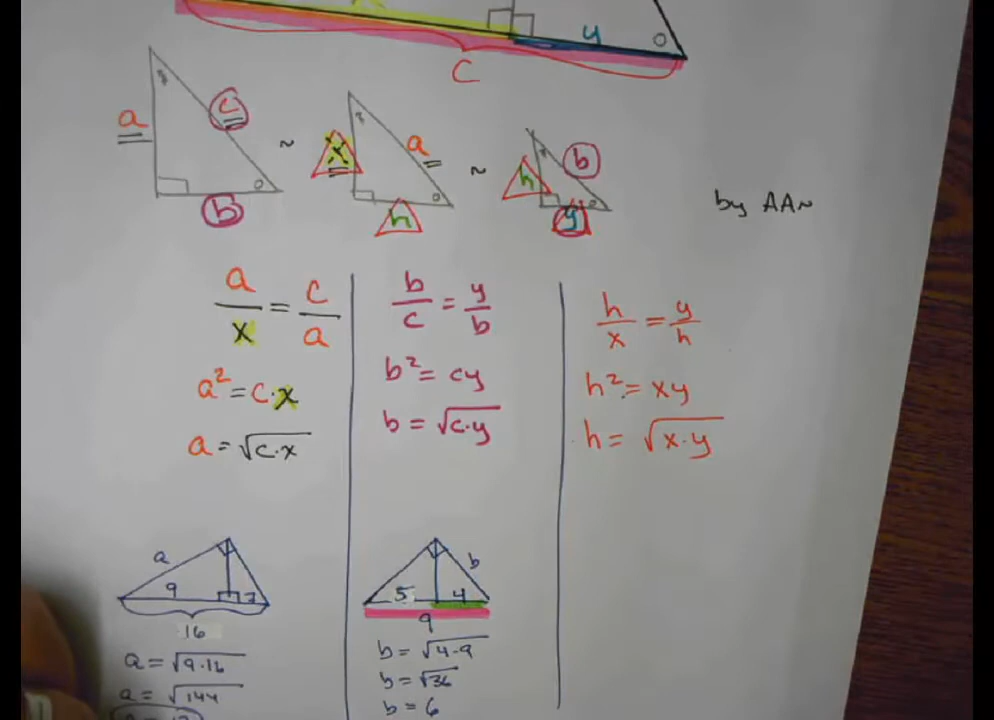 y
c
a c b
~
x a h
~
h b y
by AA~
a/x = c/a
a² = c·x
a = √c·x
b/c = y/b
b² = cy
b = √c·y
h/x = y/h
h² = xy
h = √x·y
a
9 7
16
a = √9·16
a = √144
b
5 4
9
b = √4·9
b = √36
b = 6